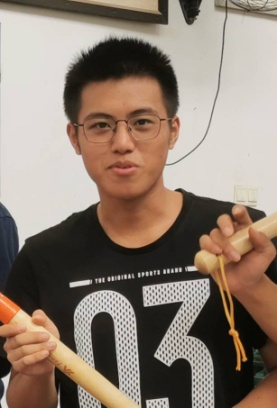 THE ORIGINAL SPORTS BRAND
03